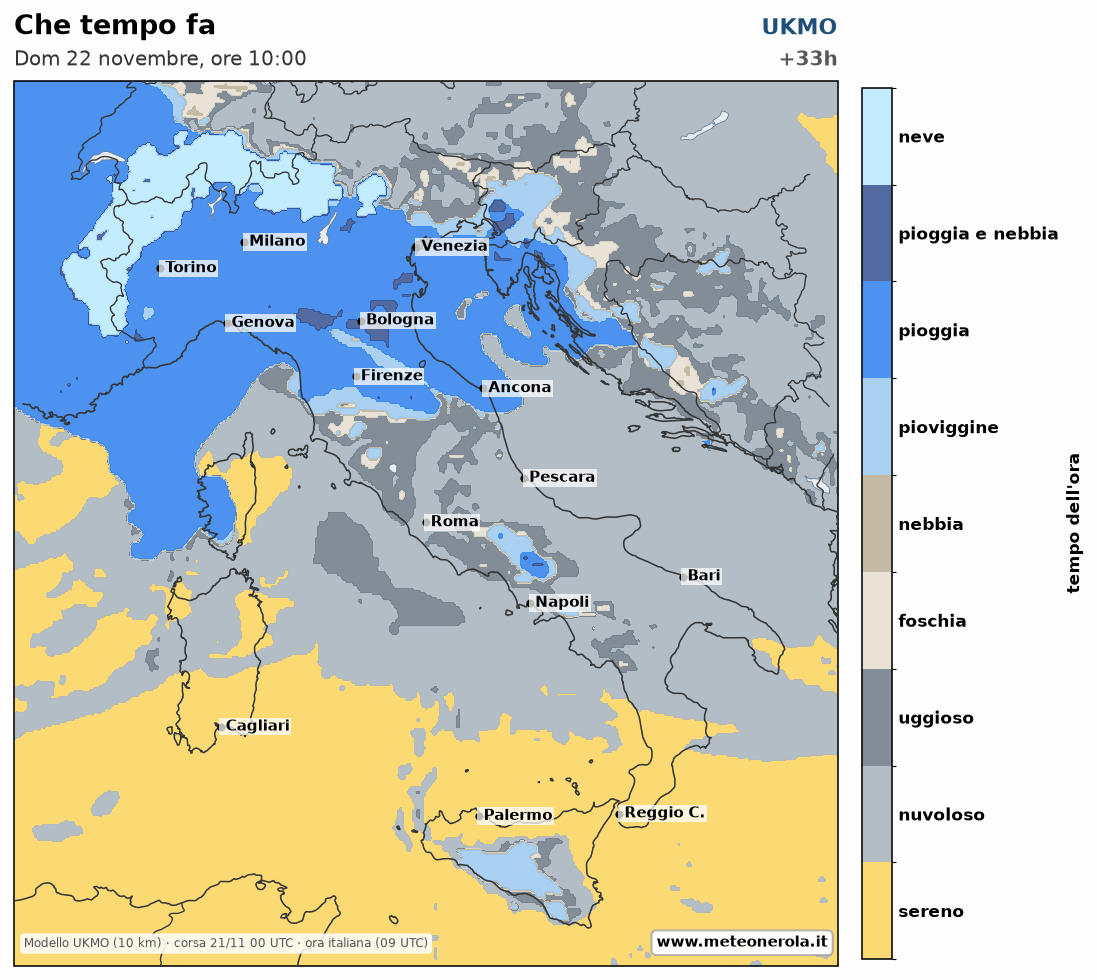 Che tempo fa
UKMO
Dom 22 novembre, ore 10:00
+33h
neve
pioggia e nebbia
pioggia
pioviggine
nebbia
foschia
uggioso
nuvoloso
sereno
tempo dell'ora
Milano
Venezia
Torino
Genova
Bologna
Firenze
Ancona
Pescara
Roma
Bari
Napoli
Cagliari
Palermo
Reggio C.
Modello UKMO (10 km) · corsa 21/11 00 UTC · ora italiana (09 UTC)
www.meteonerola.it